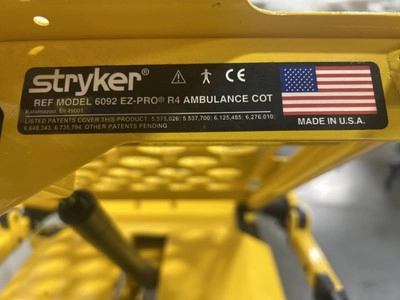 stryker® CE
REF MODEL 6092 EZ-PRO® R4 AMBULANCE COT
Kalamazoo, MI 49001
LISTED PATENTS COVER THIS PRODUCT: 5,575,026; 5,537,700; 6,125,485; 6,276,010;
6,648,343; 6,735,794. OTHER PATENTS PENDING
MADE IN U.S.A.